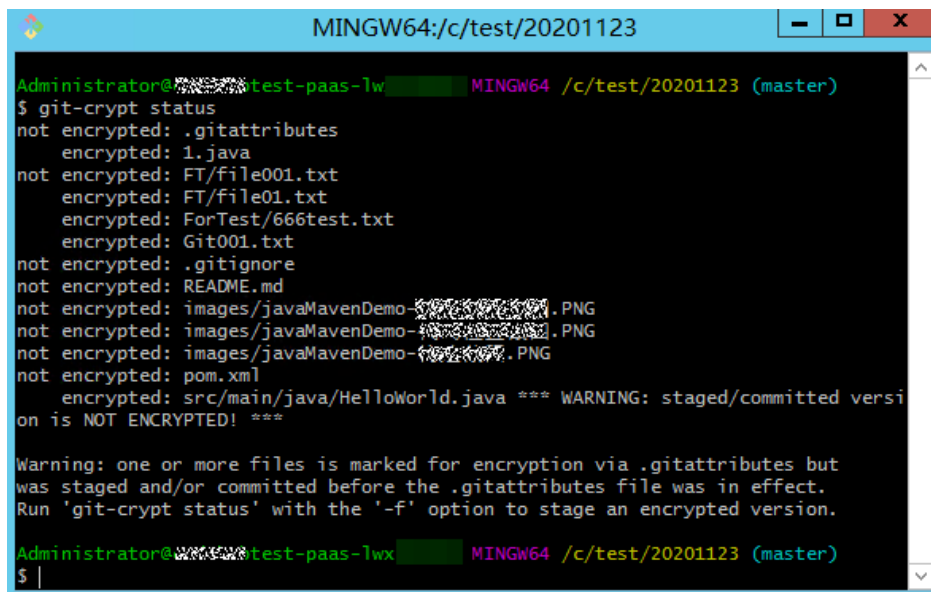 MINGW64:/c/test/20201123
Administrator@test-paas-lw MINGW64 /c/test/20201123 (master)
$ git-crypt status
not encrypted: .gitattributes
    encrypted: 1.java
not encrypted: FT/file001.txt
    encrypted: FT/file01.txt
    encrypted: ForTest/666test.txt
    encrypted: Git001.txt
not encrypted: .gitignore
not encrypted: README.md
not encrypted: images/javaMavenDemo-.PNG
not encrypted: images/javaMavenDemo-.PNG
not encrypted: images/javaMavenDemo-.PNG
not encrypted: pom.xml
    encrypted: src/main/java/HelloWorld.java *** WARNING: staged/committed versi
on is NOT ENCRYPTED! ***
Warning: one or more files is marked for encryption via .gitattributes but
was staged and/or committed before the .gitattributes file was in effect.
Run 'git-crypt status' with the '-f' option to stage an encrypted version.
Administrator@test-paas-lwx MINGW64 /c/test/20201123 (master)
$